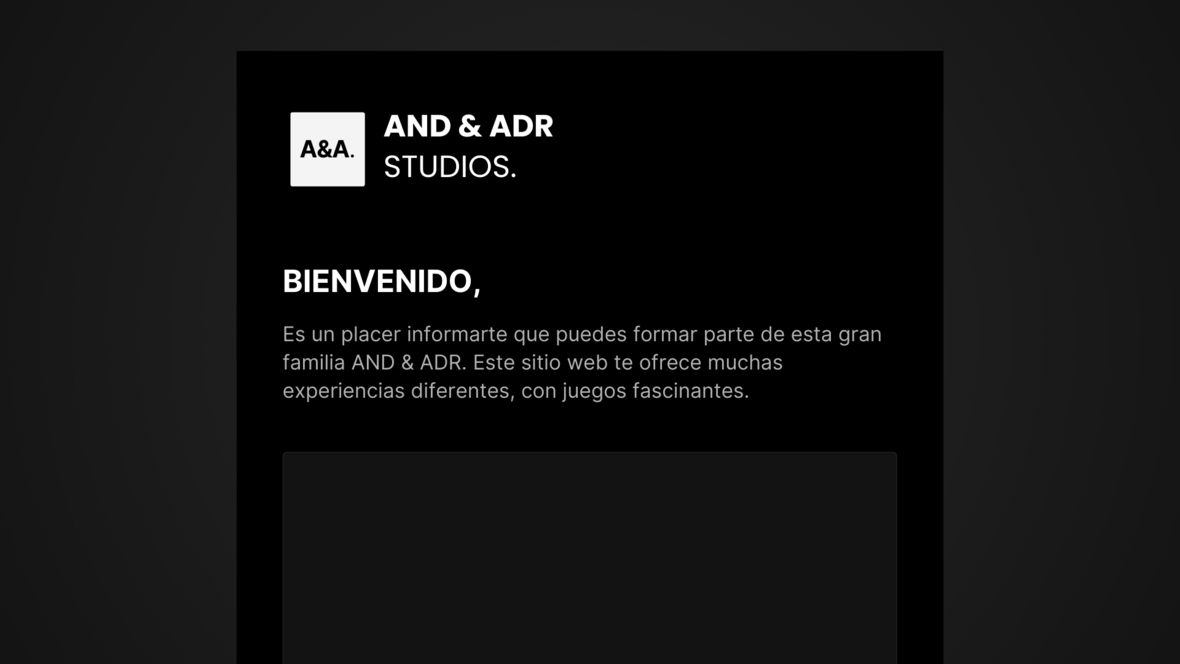 A&A.
AND & ADR
STUDIOS.
BIENVENIDO,
Es un placer informarte que puedes formar parte de esta gran
familia AND & ADR. Este sitio web te ofrece muchas
experiencias diferentes, con juegos fascinantes.